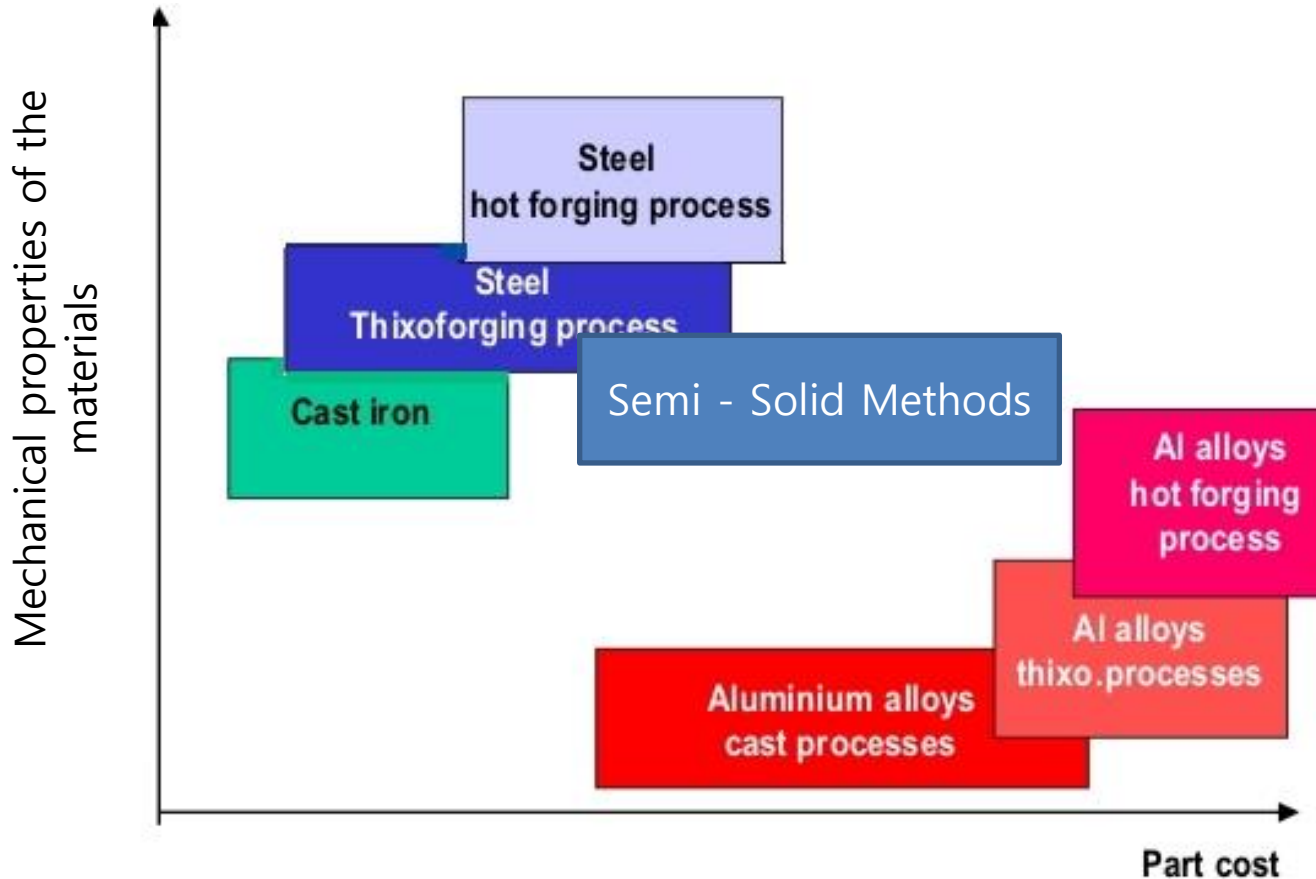 Mechanical properties of the
materials
Steel
hot forging process
Steel
Thixoforging process
Semi - Solid Methods
Cast iron
Al alloys
hot forging
process
Al alloys
thixo.processes
Aluminium alloys
cast processes
Part cost